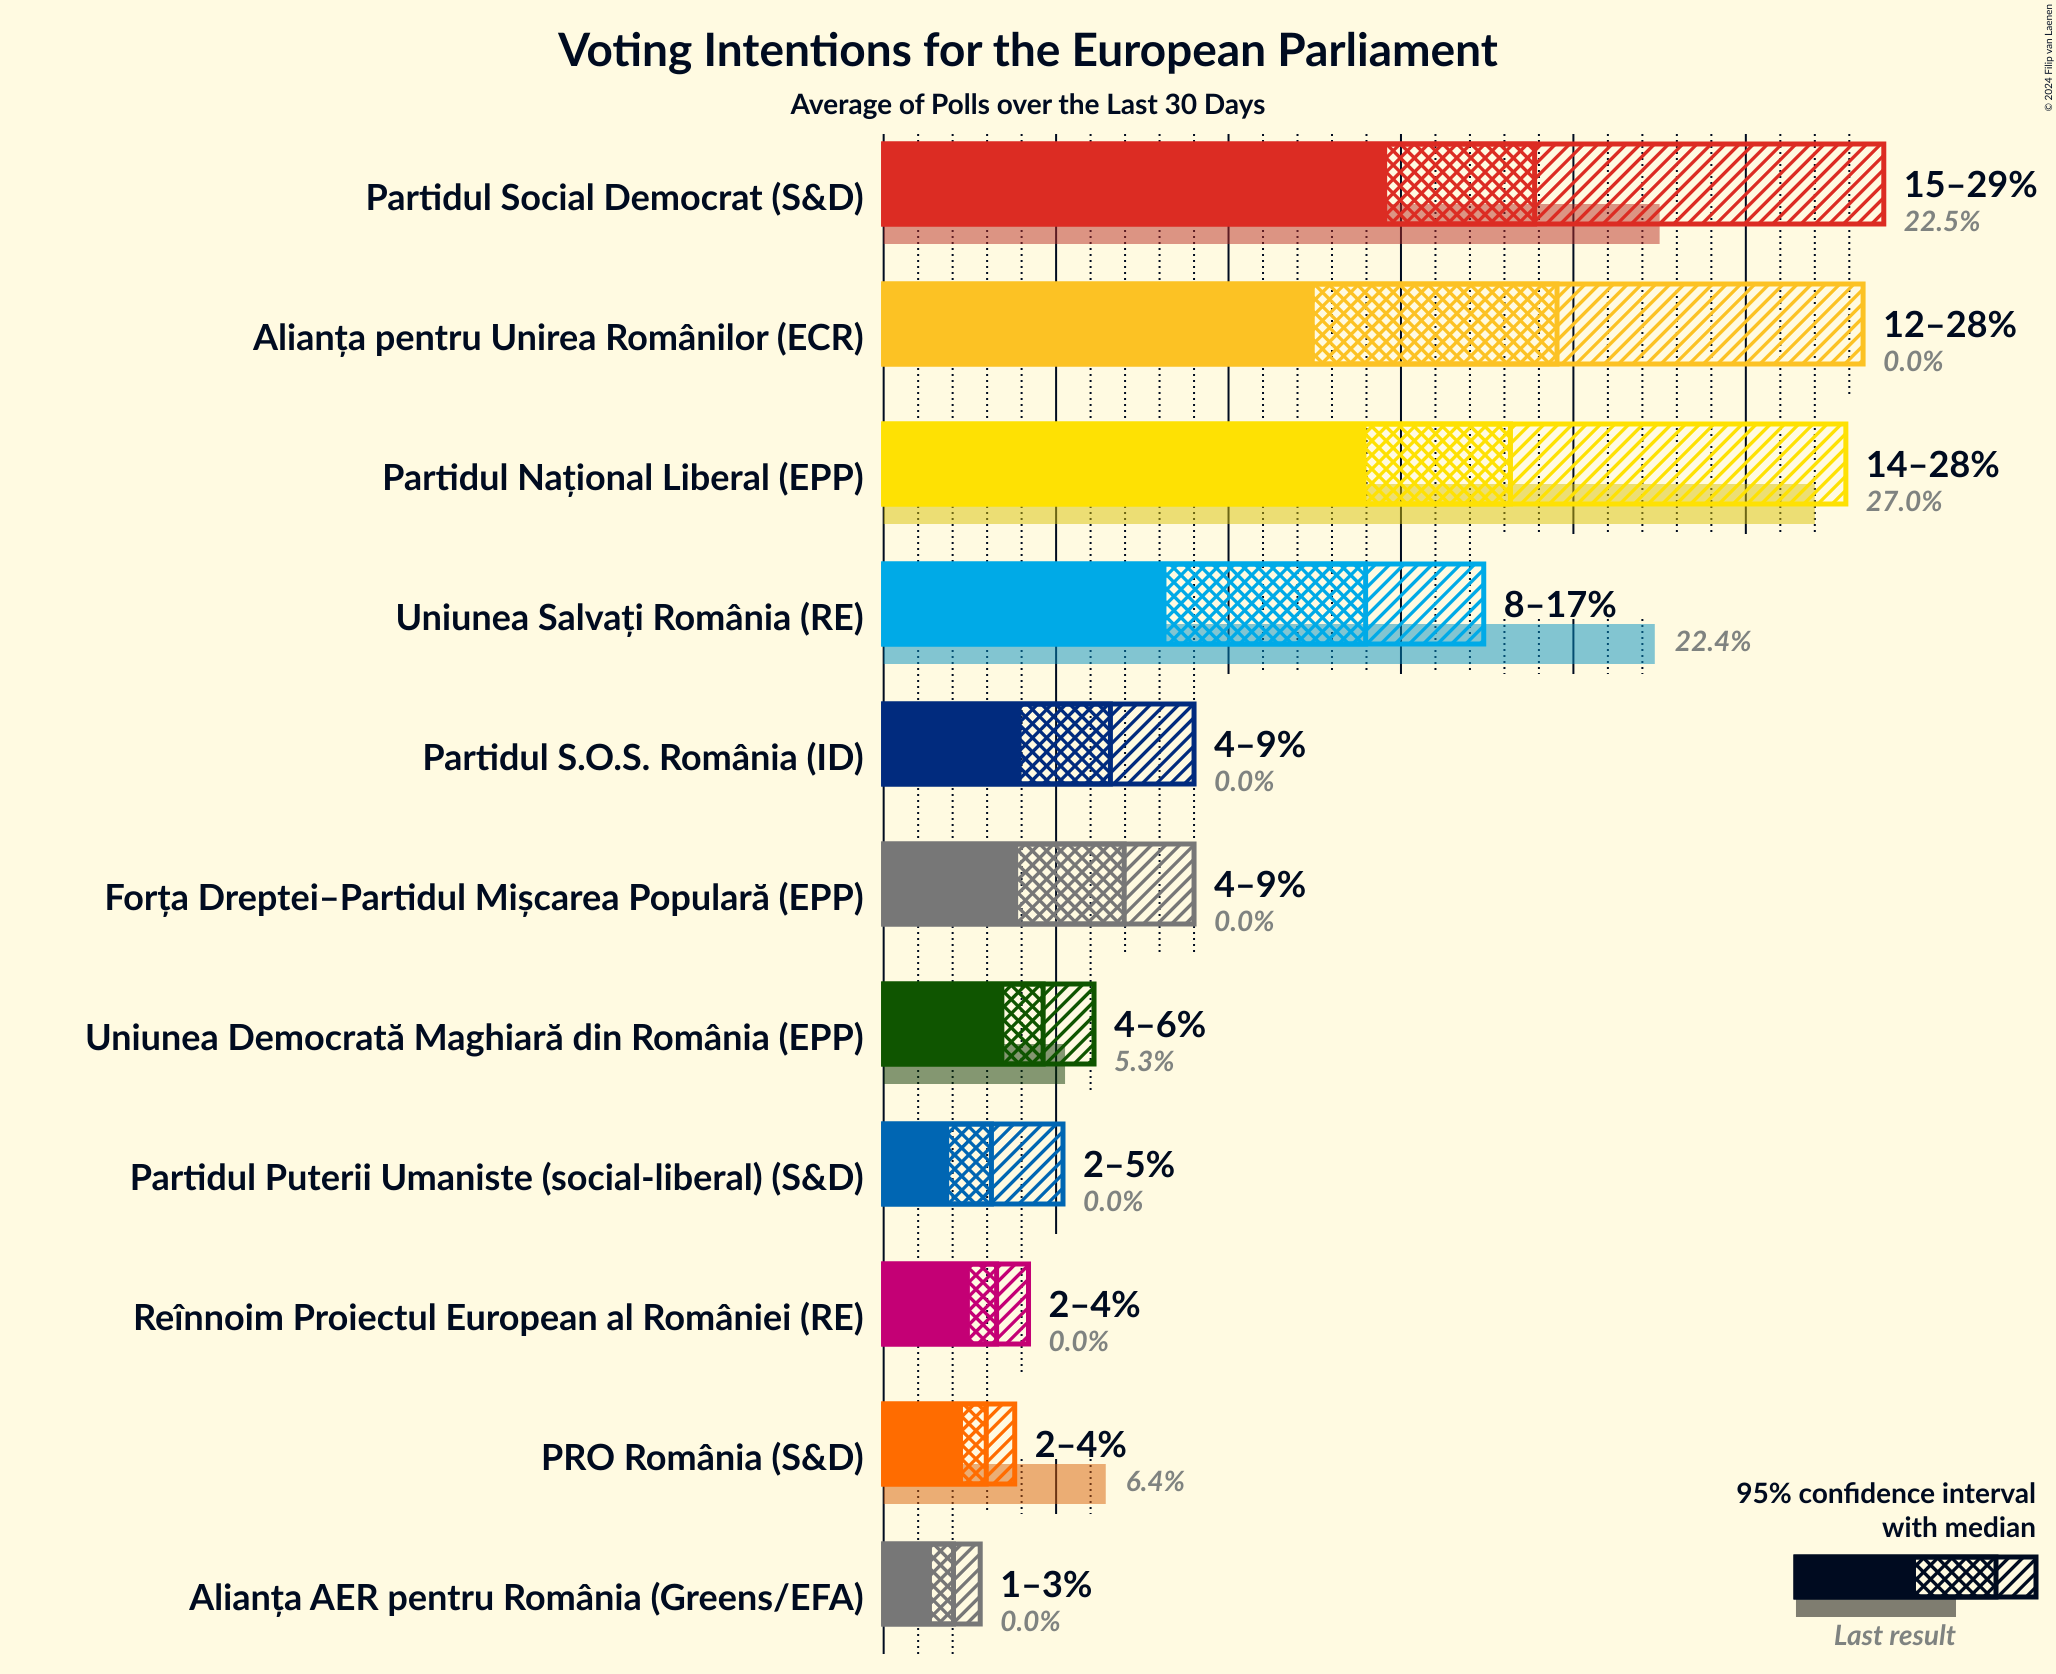 Voting Intentions for the European Parliament
Average of Polls over the Last 30 Days
© 2024 Filip van Laenen
Partidul Social Democrat (S&D)
15–29%
22.5%
Alianța pentru Unirea Românilor (ECR)
12–28%
0.0%
Partidul Național Liberal (EPP)
14–28%
27.0%
Uniunea Salvați România (RE)
8–17%
22.4%
Partidul S.O.S. România (ID)
4–9%
0.0%
Forța Dreptei–Partidul Mișcarea Populară (EPP)
4–9%
0.0%
Uniunea Democrată Maghiară din România (EPP)
4–6%
5.3%
Partidul Puterii Umaniste (social-liberal) (S&D)
2–5%
0.0%
Reînnoim Proiectul European al României (RE)
2–4%
0.0%
PRO România (S&D)
2–4%
6.4%
Alianța AER pentru România (Greens/EFA)
1–3%
0.0%
95% confidence interval
with median
Last result